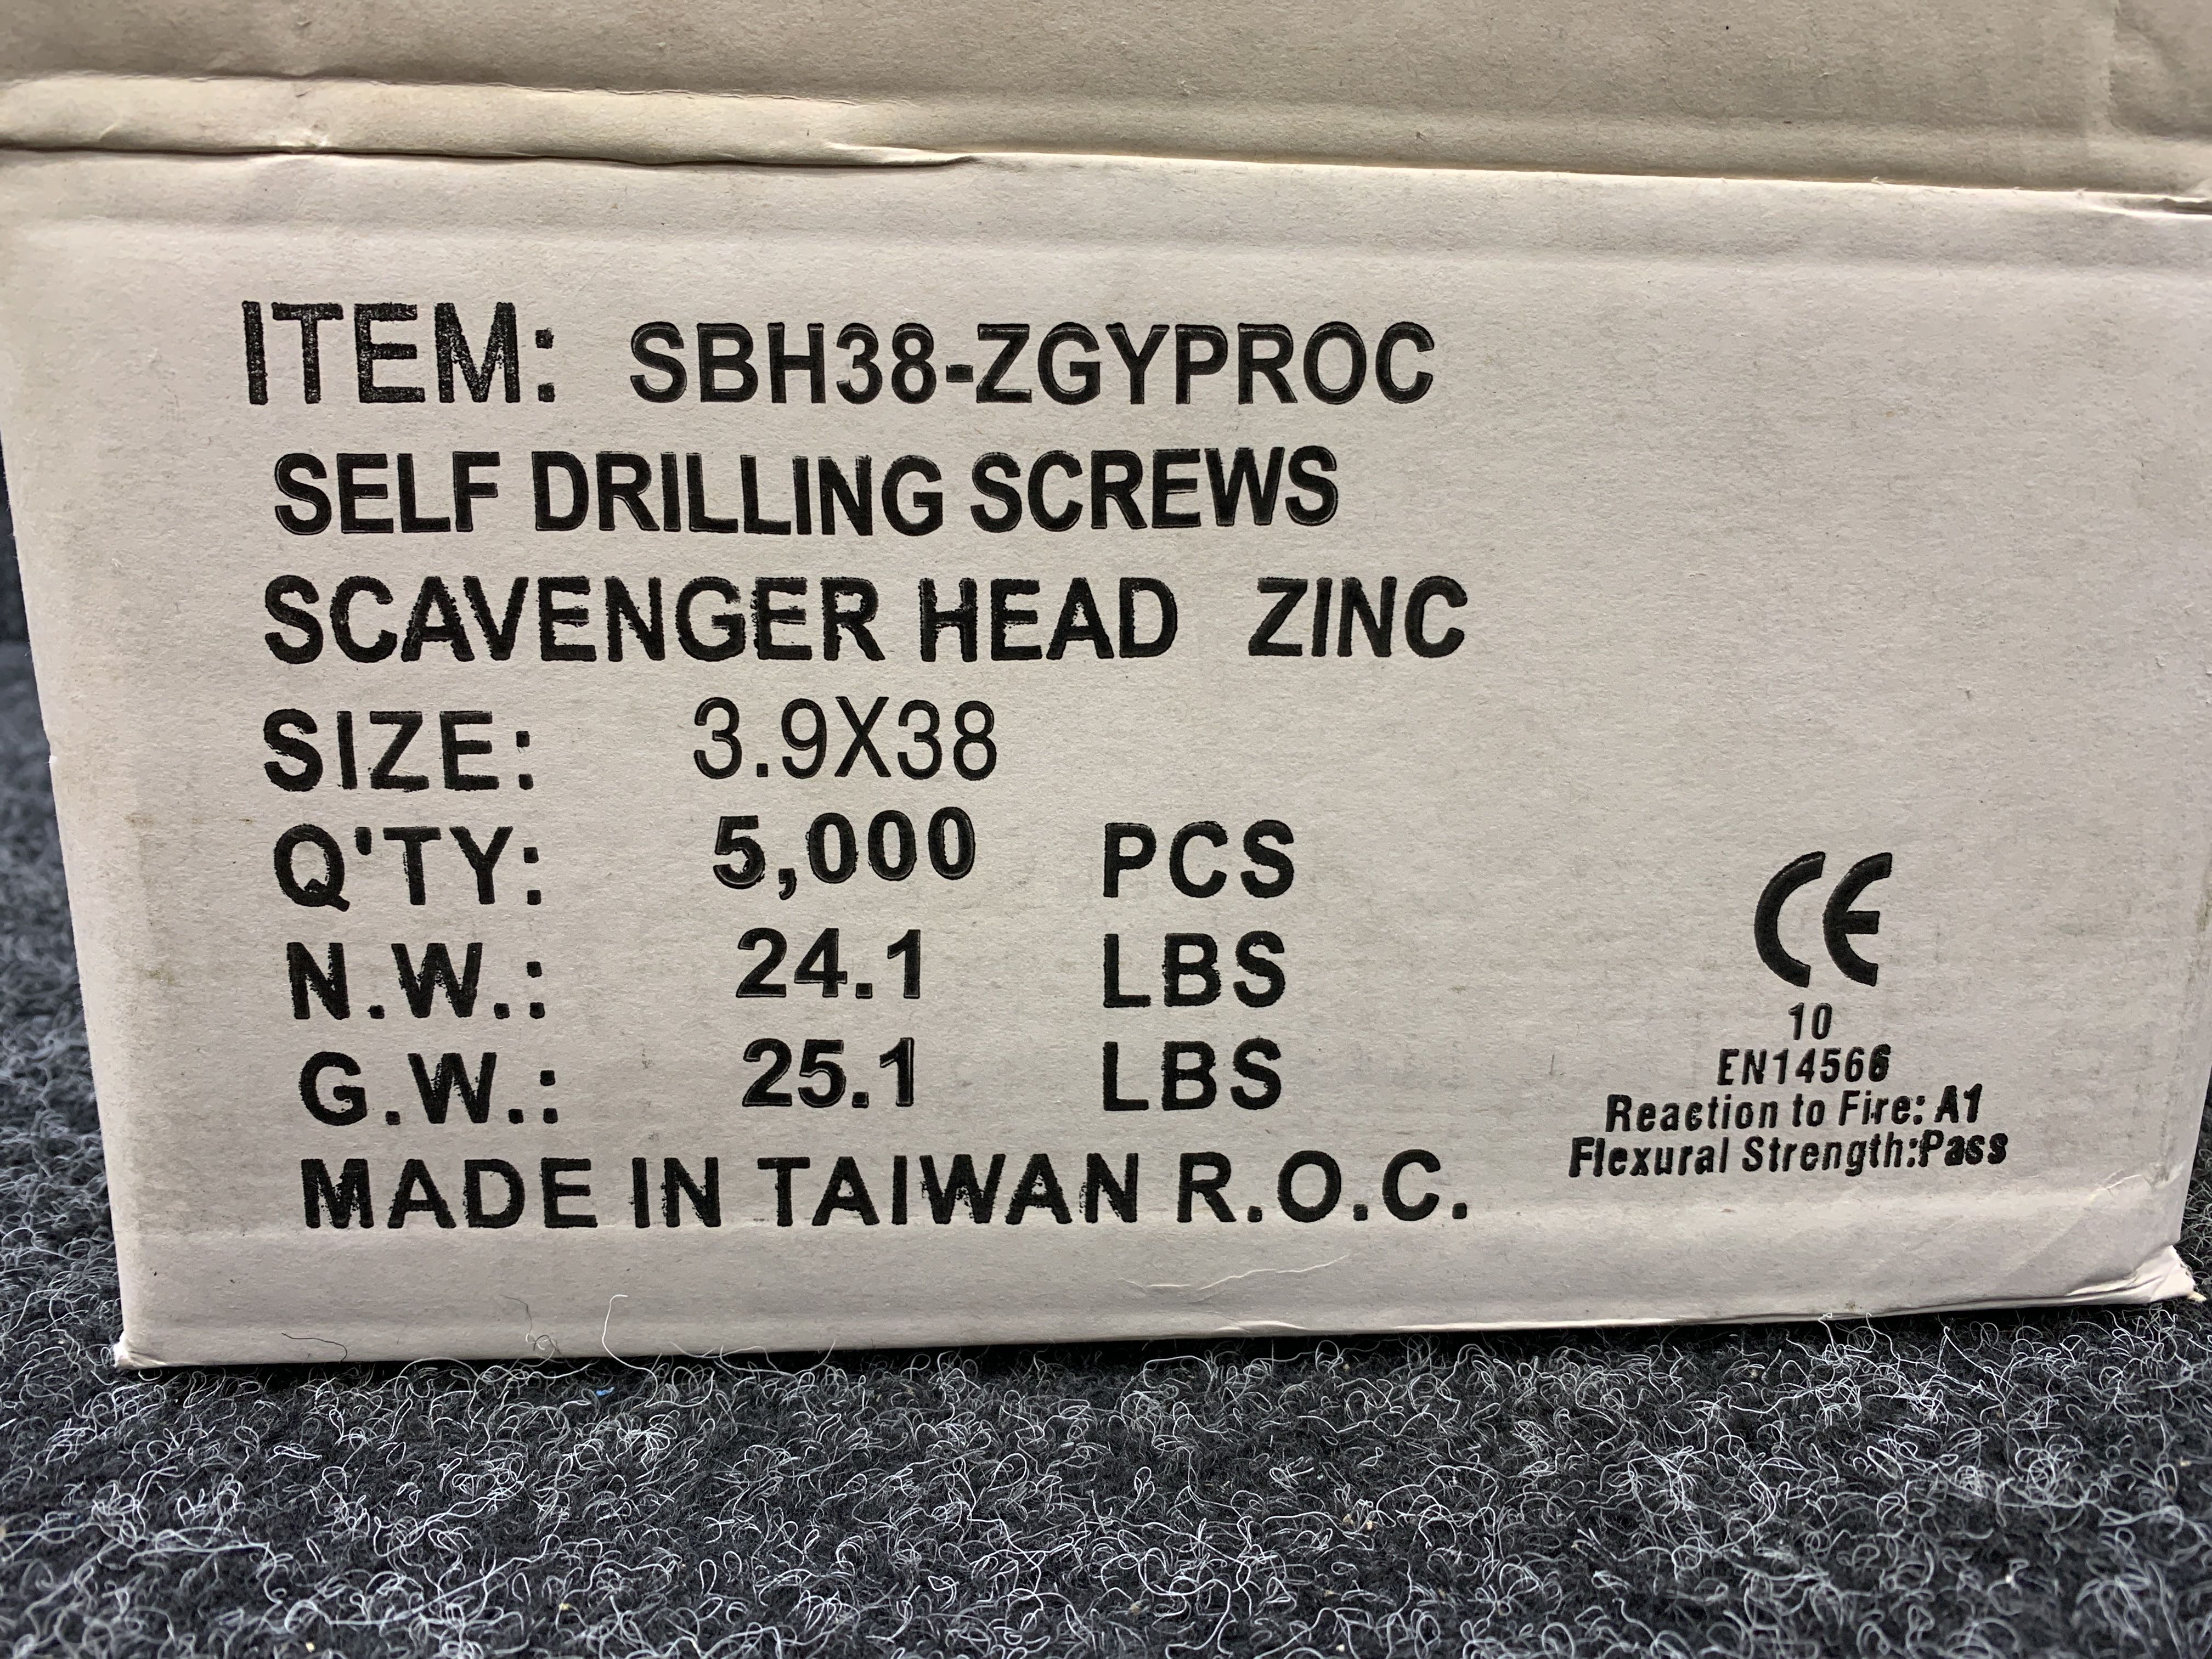 ITEM: SBH38-ZGYPROC
SELF DRILLING SCREWS
SCAVENGER HEAD ZINC
SIZE: 3.9X38
Q'TY: 5,000 PCS
N.W.: 24.1 LBS
G.W.: 25.1 LBS
MADE IN TAIWAN R.O.C.
CE
10
EN14566
Reaction to Fire: A1
Flexural Strength:Pass